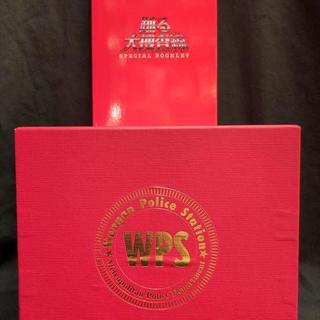 踊る
大捜査線
SPECIAL BOOKLET
★ Wangan Police Station ★
WPS
Metropolitan Police Department